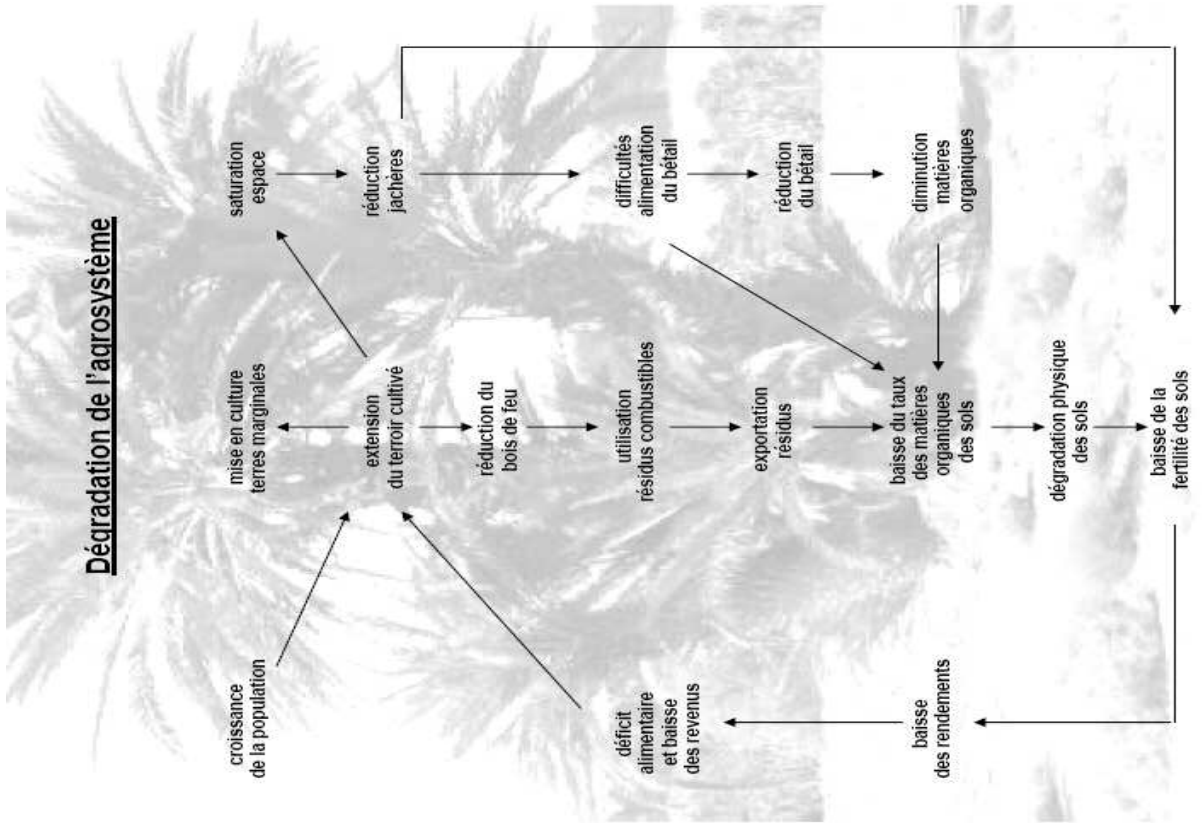 Dégradation de l'agrosystème
croissance
de la population
mise en culture
terres marginales
saturation
espace
extension
du terroir cultivé
réduction
jachères
réduction du
bois de feu
déficit
alimentaire
et baisse
des revenus
utilisation
résidus combustibles
difficultés
alimentation
du bétail
exportation
résidus
réduction
du bétail
baisse
des rendements
baisse du taux
des matières
organiques
des sols
diminution
matières
organiques
dégradation physique
des sols
baisse de la
fertilité des sols